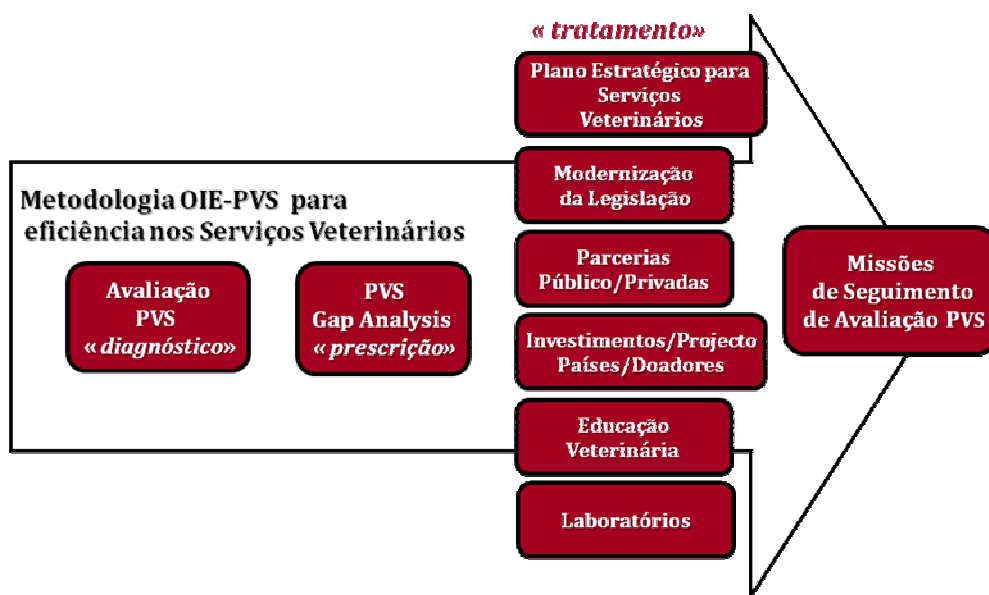 Metodologia OIE-PVS para
eficiência nos Serviços Veterinários
Avaliação
PVS
«diagnóstico»
PVS
Gap Analysis
«prescrição»
« tratamento»
Plano Estratégico para
Serviços
Veterinários
Modernização
da Legislação
Parcerias
Público/Privadas
Investimentos/Projecto
Países/Doadores
Educação
Veterinária
Laboratórios
Missões
de Seguimento
de Avaliação PVS